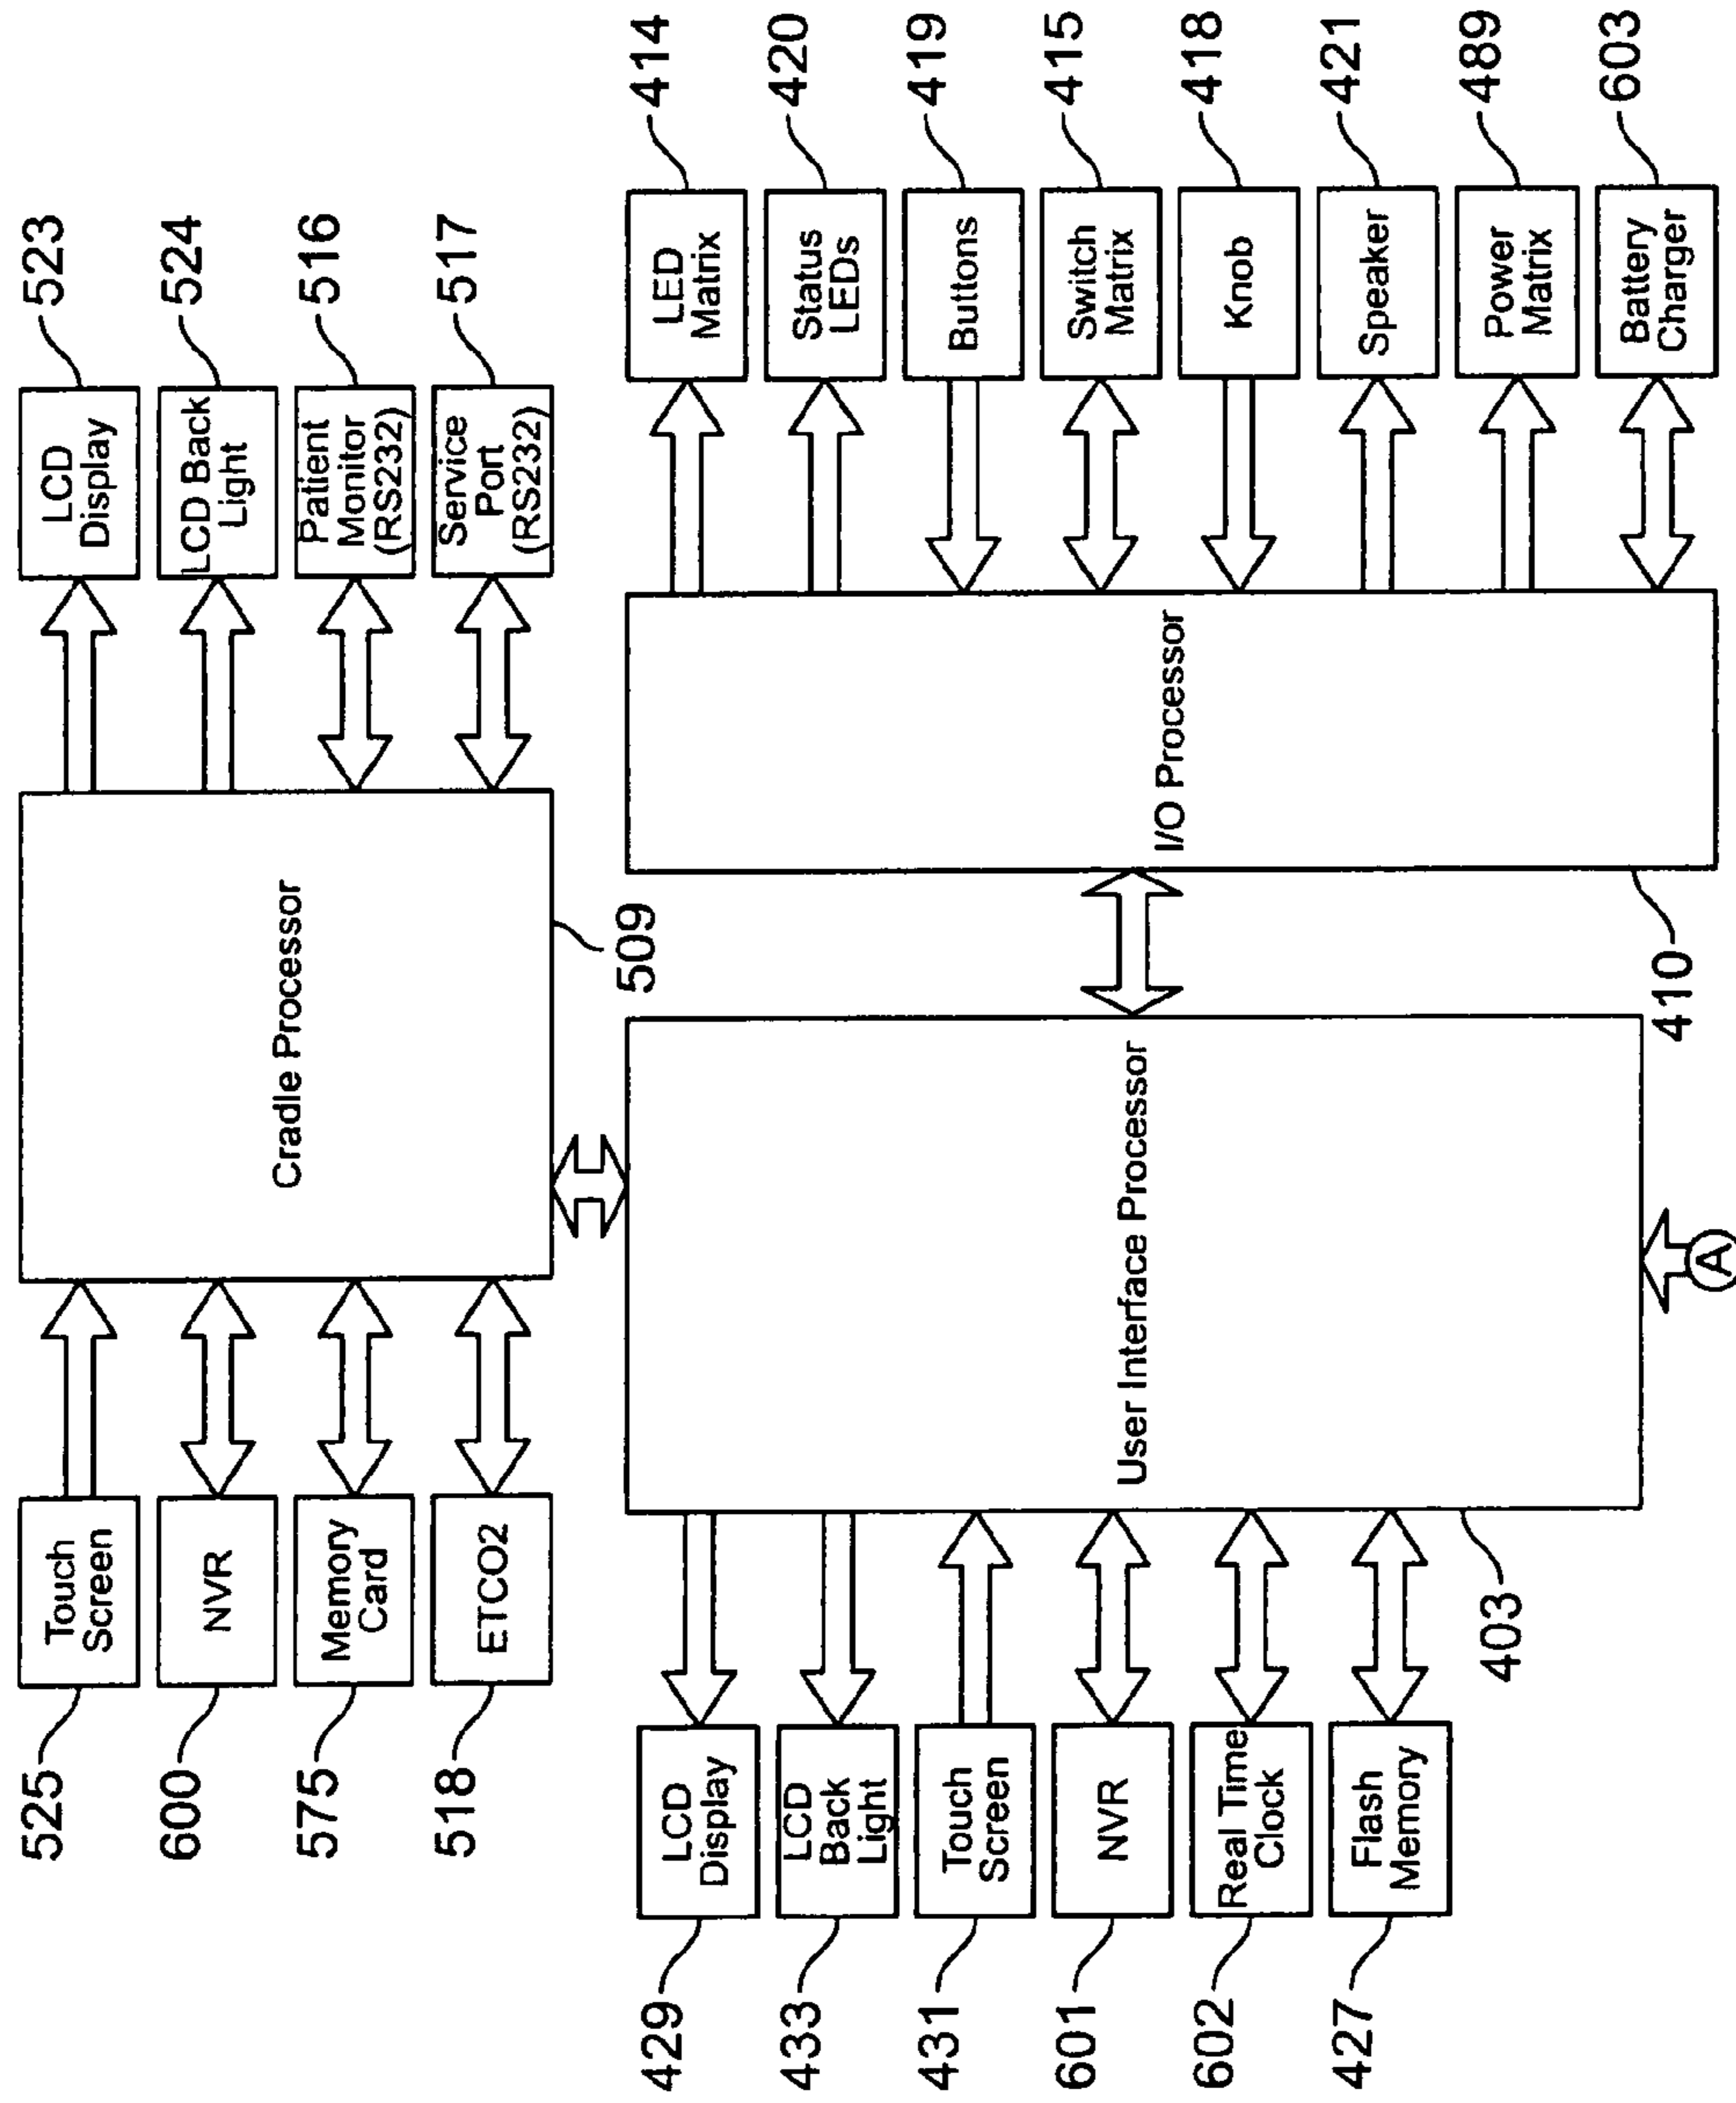 523
LCD
Display
524
LCD Back
Light
516
Patient
Monitor
(RS232)
517
Service
Port
(RS232)
Cradle Processor
509
525
Touch
Screen
600
NVR
575
Memory
Card
518
ETCO2
414
LED
Matrix
420
Status
LEDs
419
Buttons
415
Switch
Matrix
418
Knob
421
Speaker
489
Power
Matrix
603
Battery
Charger
I/O Processor
410
User Interface Processor
403
A
429
LCD
Display
433
LCD
Back
Light
431
Touch
Screen
601
NVR
602
Real Time
Clock
427
Flash
Memory